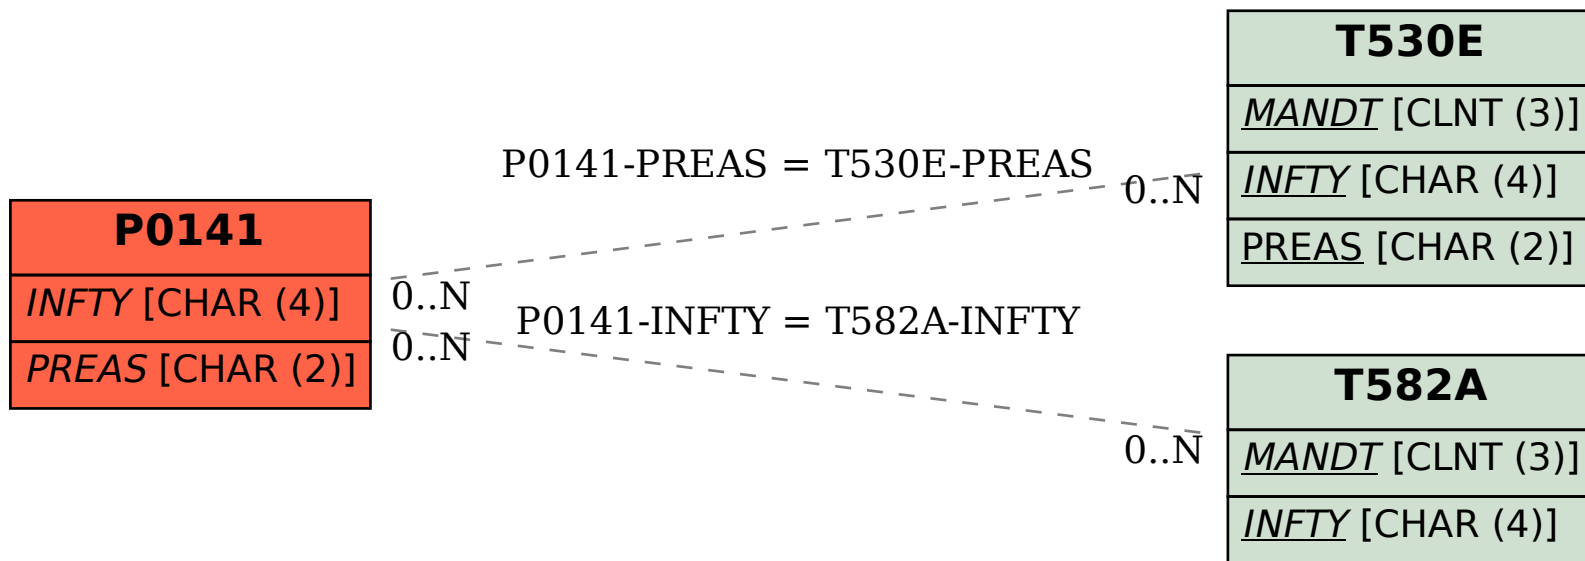 P0141
INFTY [CHAR (4)]
PREAS [CHAR (2)]
P0141-PREAS = T530E-PREAS
0..N
0..N
P0141-INFTY = T582A-INFTY
0..N
0..N
T530E
MANDT [CLNT (3)]
INFTY [CHAR (4)]
PREAS [CHAR (2)]
T582A
MANDT [CLNT (3)]
INFTY [CHAR (4)]